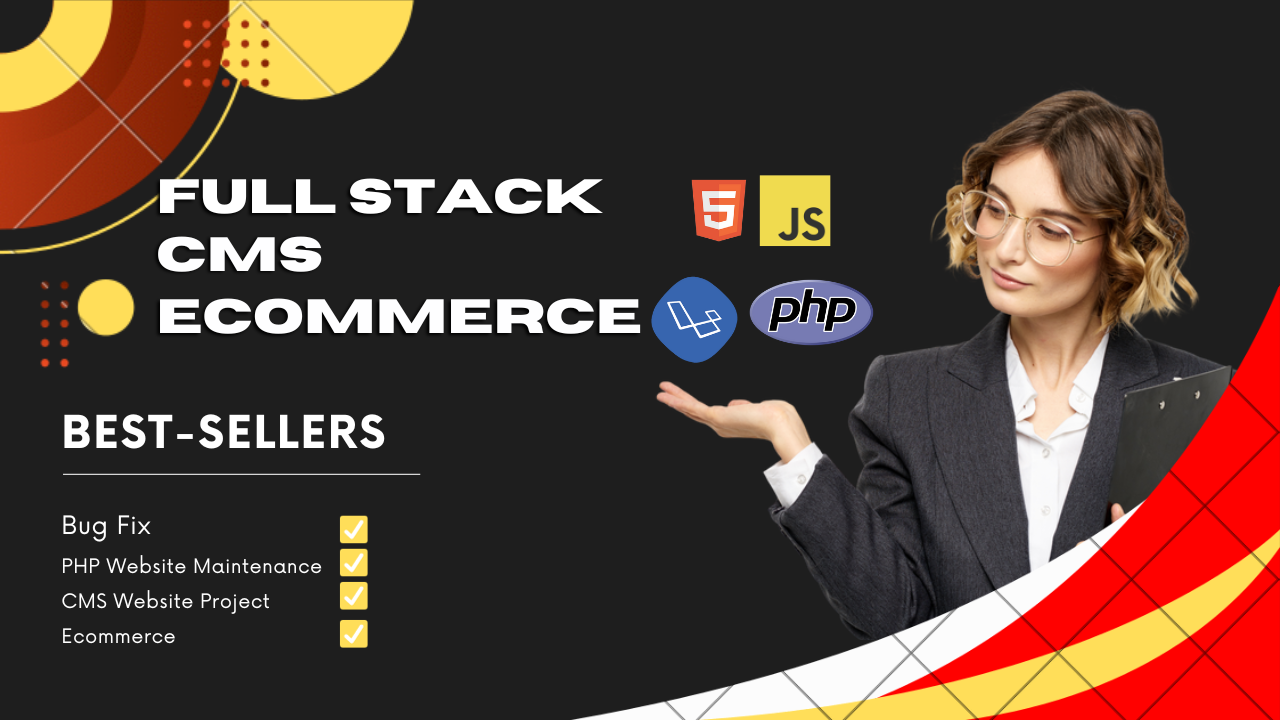 FULL STACK
CMS
ECOMMERCE
5
JS
php
BEST-SELLERS
Bug Fix
PHP Website Maintenance
CMS Website Project
Ecommerce